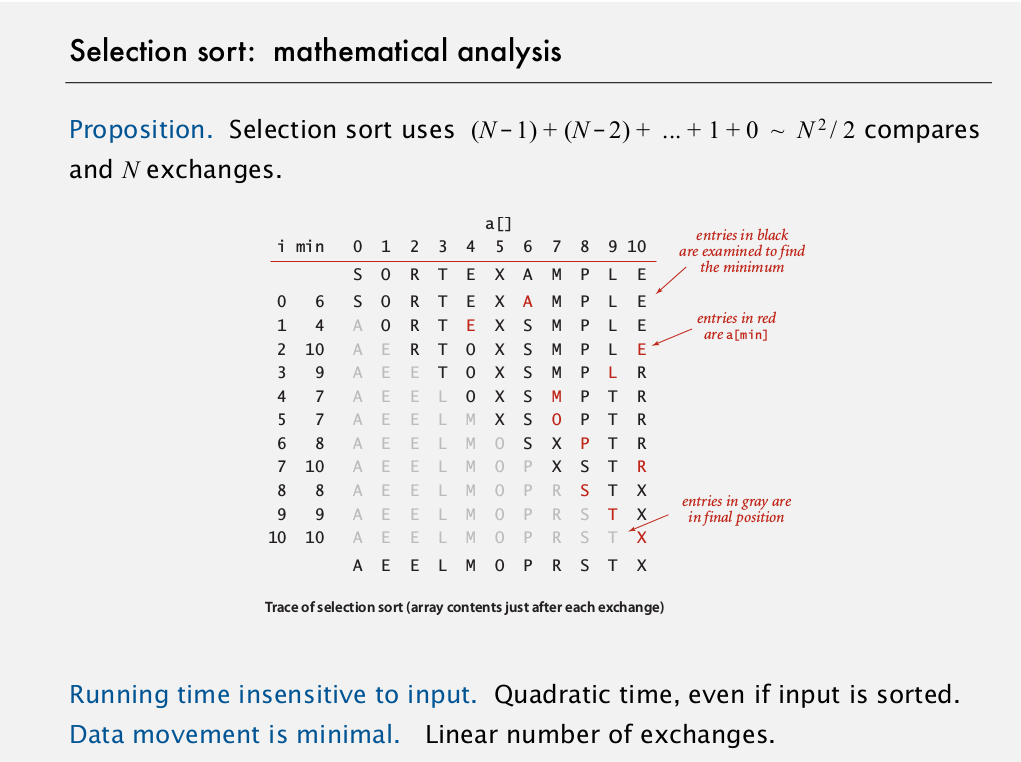 Selection sort: mathematical analysis
Proposition. Selection sort uses (N – 1) + (N – 2) + ... + 1 + 0 ~ N² / 2 compares
and N exchanges.
a[]
i min 0 1 2 3 4 5 6 7 8 9 10
S O R T E X A M P L E
0 6 S O R T E X A M P L E
1 4 A O R T E X S M P L E
2 10 A E R T O X S M P L E
3 9 A E E T O X S M P L R
4 7 A E E L O X S M P T R
5 7 A E E L M X S O P T R
6 8 A E E L M O S X P T R
7 10 A E E L M O P X S T R
8 8 A E E L M O P R S T X
9 9 A E E L M O P R S T X
10 10 A E E L M O P R S T X
A E E L M O P R S T X
entries in black
are examined to find
the minimum
entries in red
are a[min]
entries in gray are
in final position
Trace of selection sort (array contents just after each exchange)
Running time insensitive to input. Quadratic time, even if input is sorted.
Data movement is minimal. Linear number of exchanges.